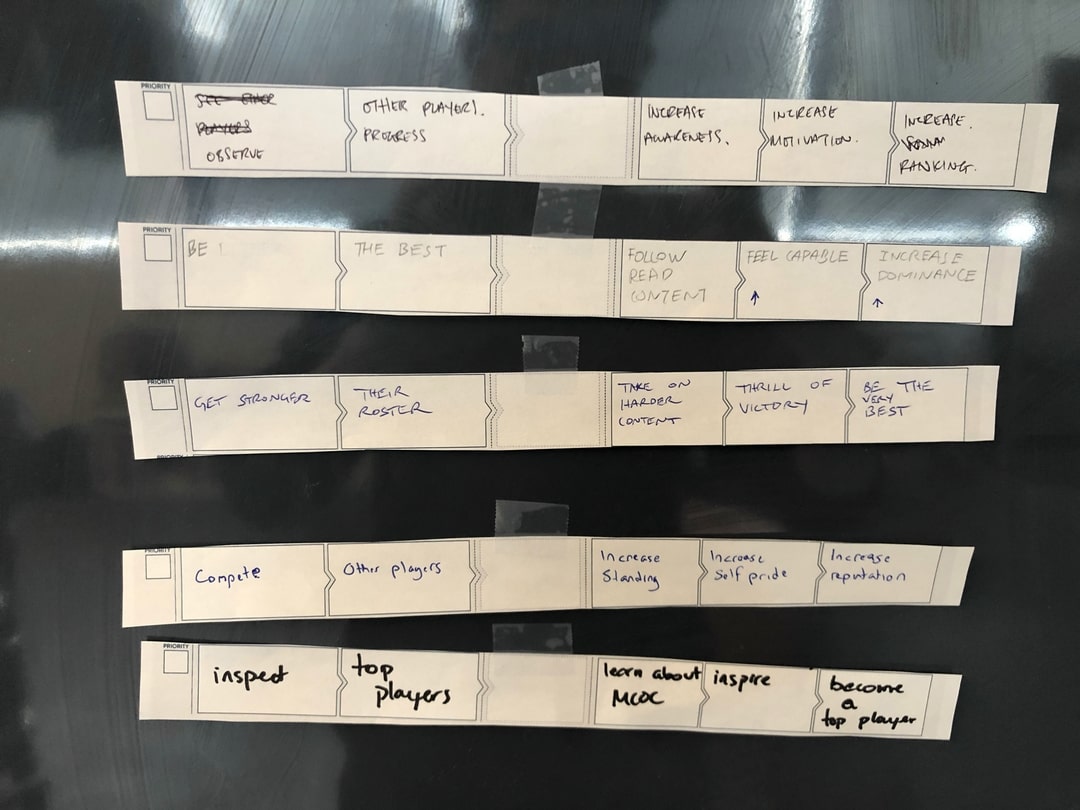 PRIORITY
SEE OTHER
PLAYERS
OBSERVE
OTHER PLAYER'S
PROGRESS
INCREASE
AWARENESS.
INCREASE
MOTIVATION.
INCREASE.
RANKING.
PRIORITY
BE
THE BEST
FOLLOW
READ
CONTENT
FEEL CAPABLE
↑
INCREASE
DOMINANCE
↑
PRIORITY
GET STRONGER
THEIR
ROSTER
TAKE ON
HARDER
CONTENT
THRILL OF
VICTORY
BE THE
VERY
BEST
PRIORITY
PRIORITY
Compete
Other players
Increase
Standing
Increase
Self pride
Increase
reputation
PRIORITY
inspect
top
players
learn about
MCOC
inspire
become
a
top player